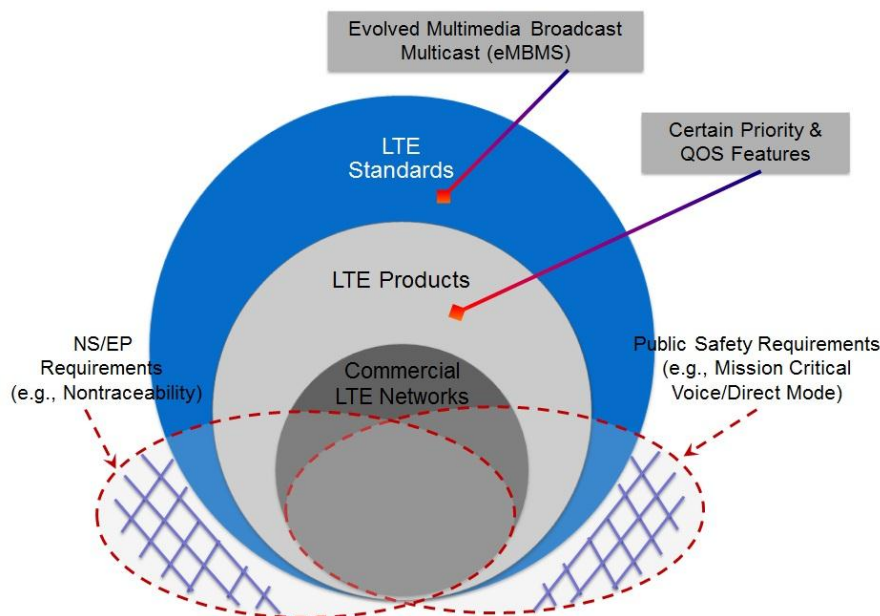 Evolved Multimedia Broadcast
Multicast (eMBMS)
Certain Priority &
QOS Features
LTE
Standards
LTE Products
NS/EP
Requirements
(e.g., Nontraceability)
Commercial
LTE Networks
Public Safety Requirements
(e.g., Mission Critical
Voice/Direct Mode)